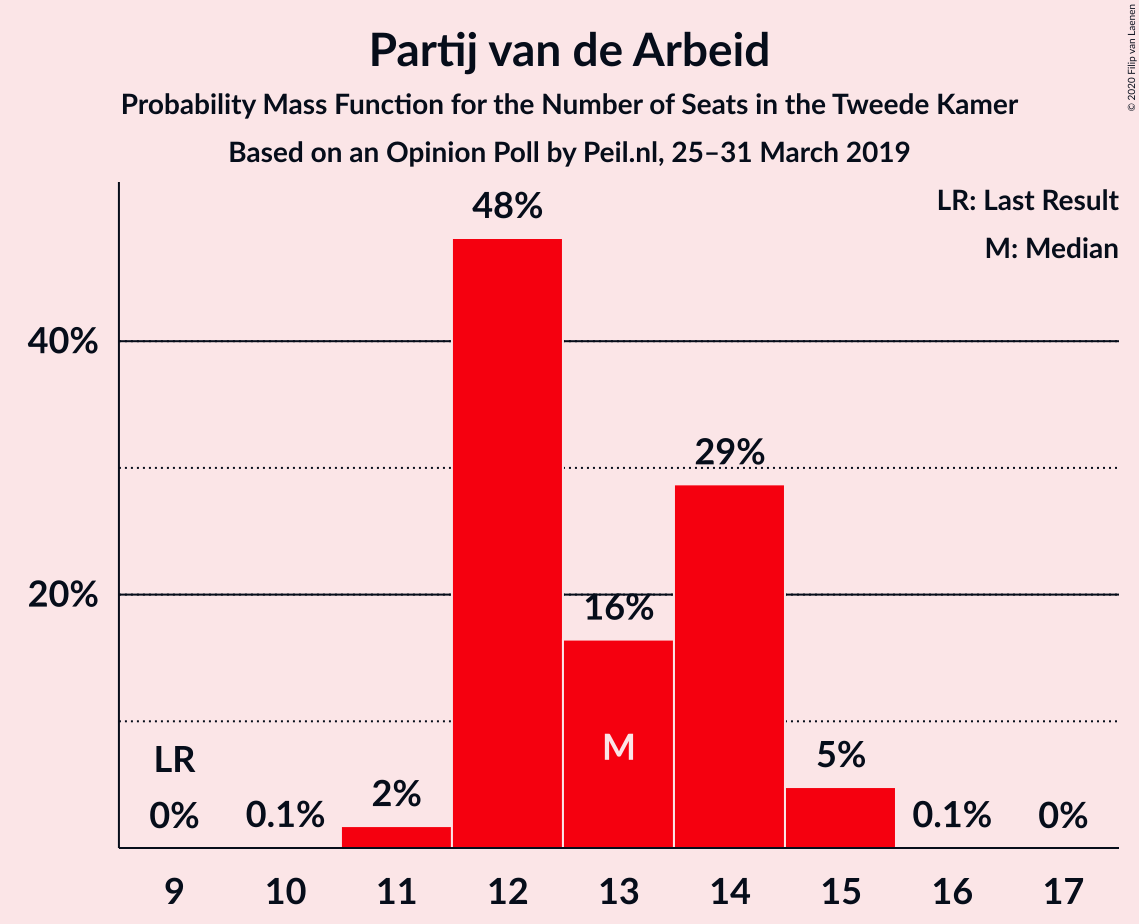 Partij van de Arbeid
Probability Mass Function for the Number of Seats in the Tweede Kamer
Based on an Opinion Poll by Peil.nl, 25–31 March 2019
© 2020 Filip van Laenen
LR: Last Result
M: Median
48%
40%
29%
20%
16%
M
LR
5%
2%
0%
0.1%
0.1%
0%
9 10 11 12 13 14 15 16 17